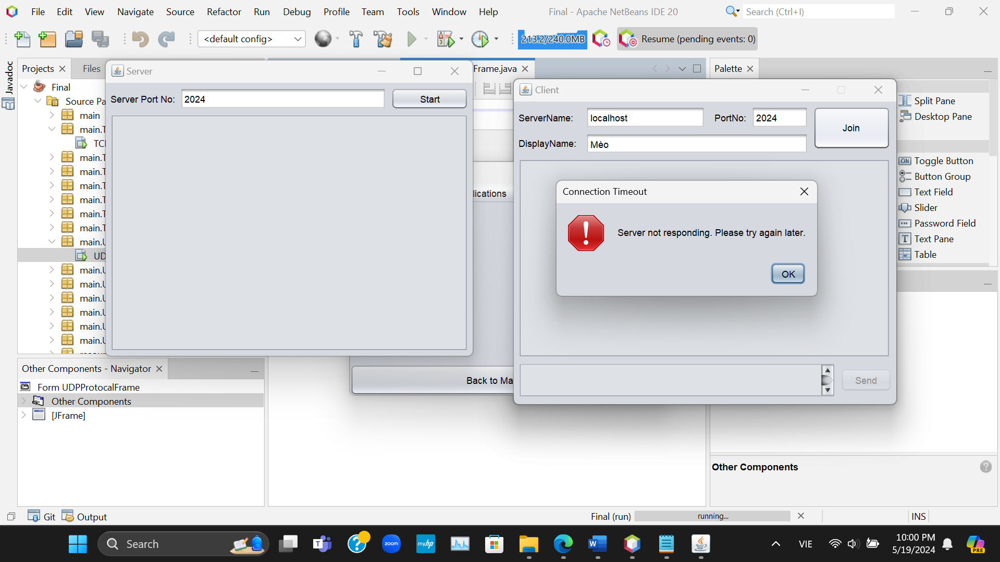 File Edit View Navigate Source Refactor Run Debug Profile Team Tools Window Help
Final - Apache NetBeans IDE 20
Search (Ctrl+I)
<default config>
213.2/240.0MB
Resume (pending events: 0)
Javadoc
Projects
Files
Final
Source Pa
main
main.T
TCI
main.T
main.T
main.T
main.T
main.T
main.T
main.U
UD
main.U
main.U
main.U
main.U
main.U
main.U
Server
Server Port No:
2024
Start
Frame.java
lications
Back to Ma
Client
ServerName:
localhost
PortNo:
2024
Join
DisplayName:
Mèo
Connection Timeout
Server not responding. Please try again later.
OK
Send
Palette
Split Pane
Desktop Pane
ON
Toggle Button
Button Group
Text Field
Slider
Password Field
Text Pane
Table
Other Components - Navigator
Form UDPProtocalFrame
Other Components
[JFrame]
Other Components
Git
Output
Final (run)
running...
INS
Search
zoom
myhp
VIE
10:00 PM
5/19/2024
PRE